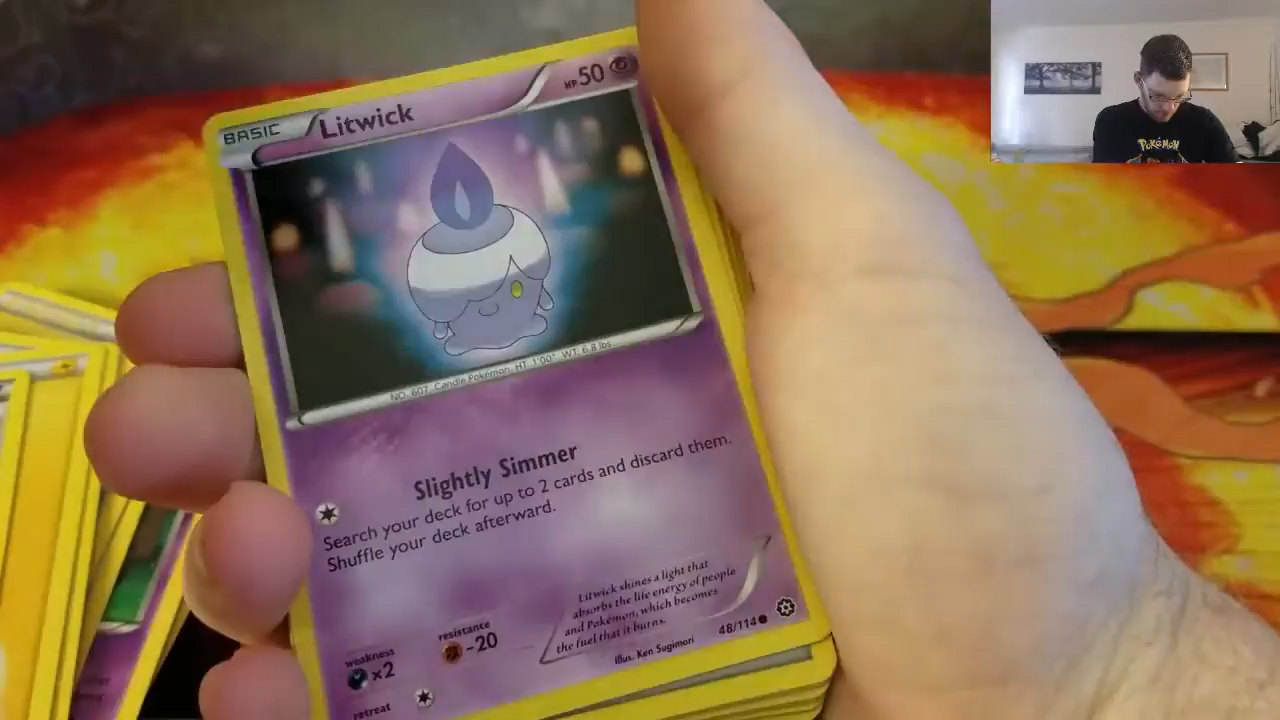 BASIC
Litwick
HP 50
NO. 607 Candle Pokémon HT 1'00" WT 6.8 lbs.
Slightly Simmer
Search your deck for up to 2 cards and discard them.
Shuffle your deck afterward.
Litwick shines a light that
absorbs the life energy of people
and Pokémon, which becomes
the fuel that it burns.
weakness
×2
resistance
-20
48/114
Illus. Ken Sugimori
retreat
POKéMON